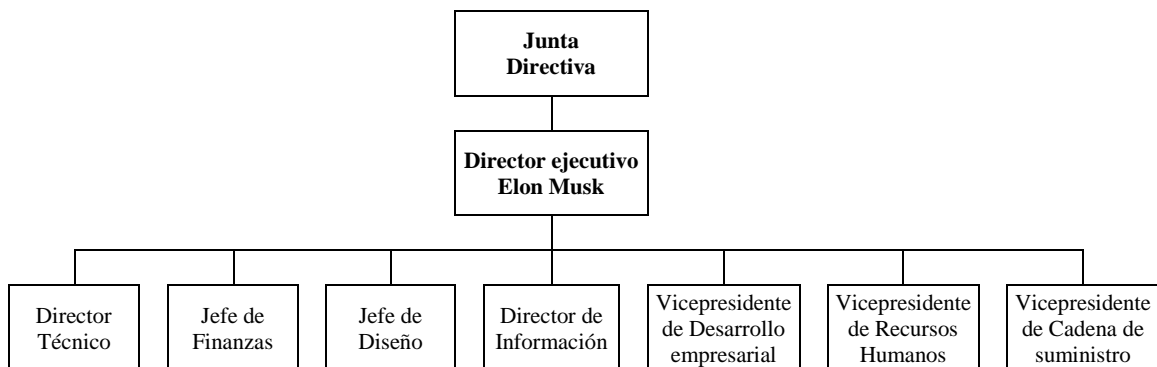 Junta
Directiva
Director ejecutivo
Elon Musk
Director
Técnico
Jefe de
Finanzas
Jefe de
Diseño
Director de
Información
Vicepresidente
de Desarrollo
empresarial
Vicepresidente
de Recursos
Humanos
Vicepresidente
de Cadena de
suministro